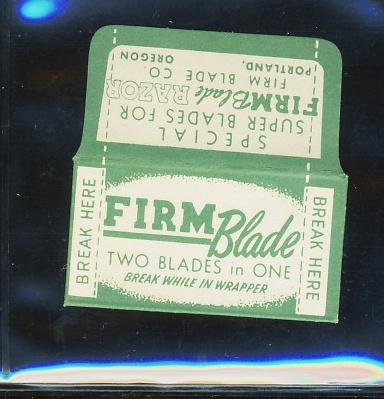 SPECIAL
SUPER BLADES FOR
FIRM Blade RAZOR
FIRM BLADE CO.
PORTLAND, OREGON
BREAK HERE
FIRM Blade
TWO BLADES in ONE
BREAK WHILE IN WRAPPER
BREAK HERE